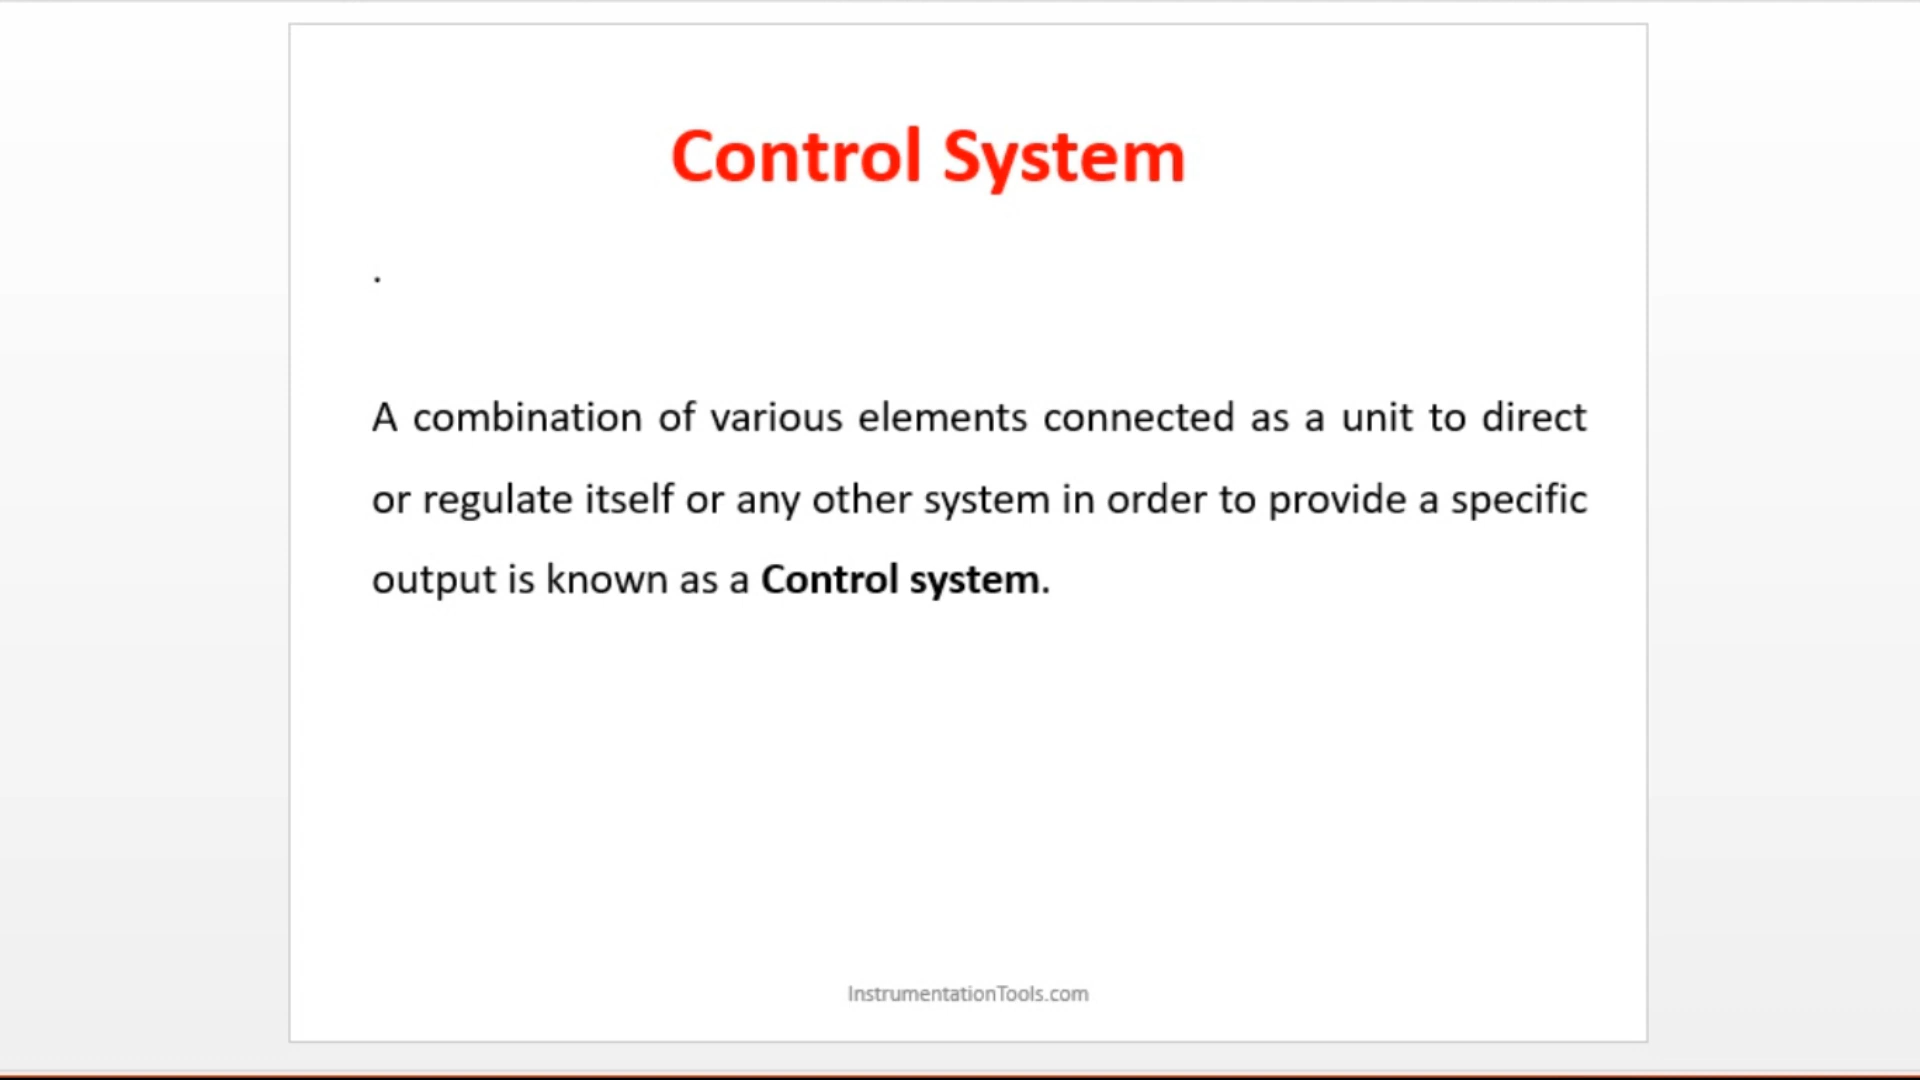 Control System
.
A combination of various elements connected as a unit to direct
or regulate itself or any other system in order to provide a specific
output is known as a Control system.
InstrumentationTools.com